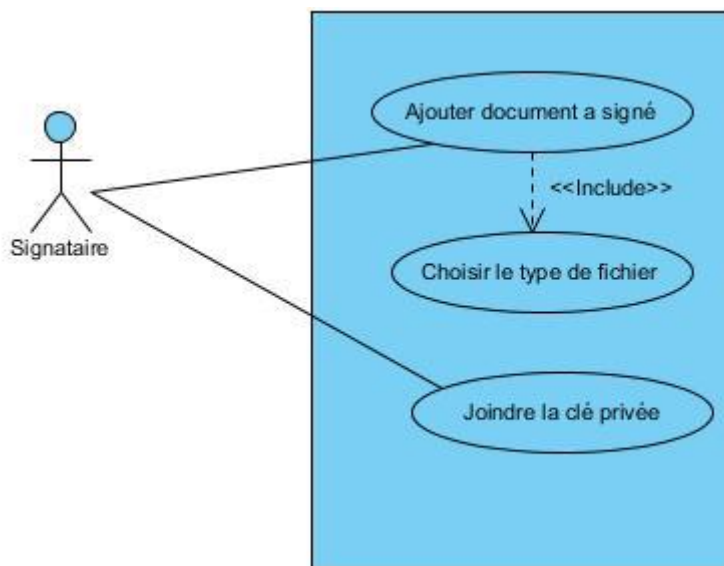 Ajouter document a signé
<<Include>>
Signataire
Choisir le type de fichier
Joindre la clé privée